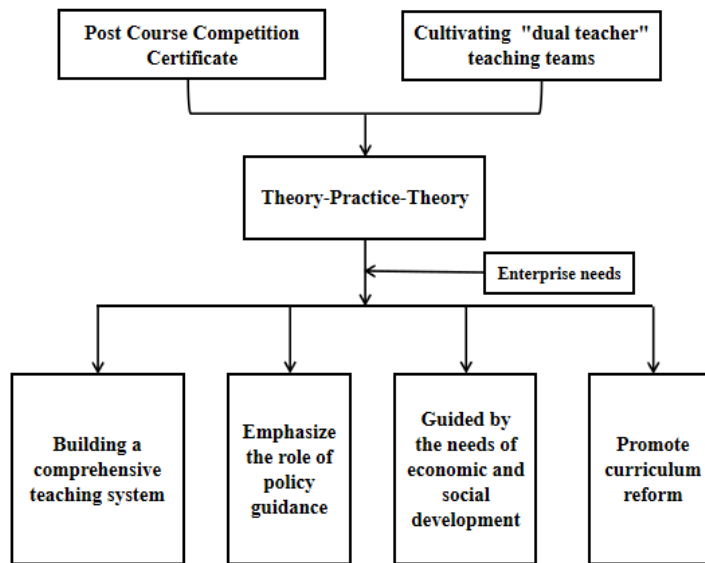 Post Course Competition
Certificate
Cultivating "dual teacher"
teaching teams
Theory-Practice-Theory
Enterprise needs
Building a
comprehensive
teaching system
Emphasize
the role of
policy
guidance
Guided by
the needs of
economic and
social
development
Promote
curriculum
reform